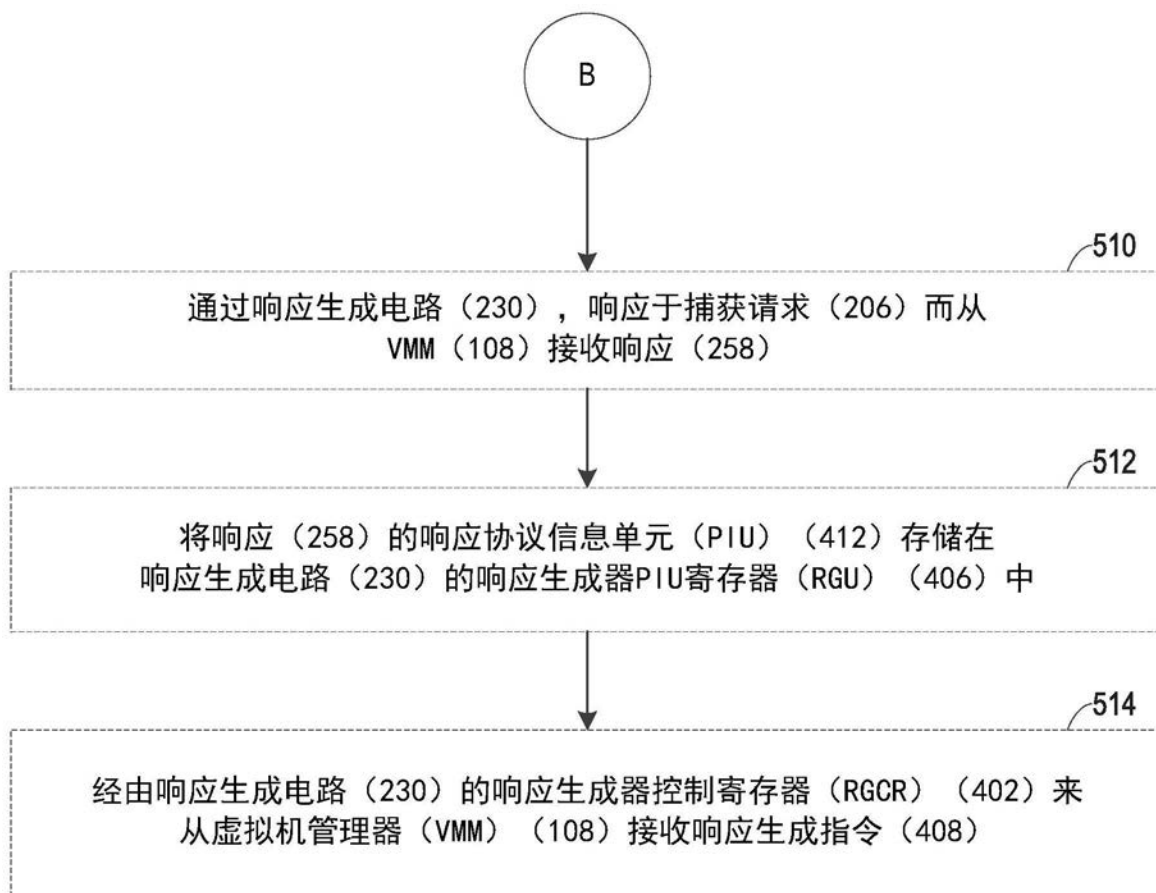 B
510
通过响应生成电路（230），响应于捕获请求（206）而从
VMM（108）接收响应（258）
512
将响应（258）的响应协议信息单元（PIU）（412）存储在
响应生成电路（230）的响应生成器PIU寄存器（RGU）（406）中
514
经由响应生成电路（230）的响应生成器控制寄存器（RGCR）（402）来
从虚拟机管理器（VMM）（108）接收响应生成指令（408）